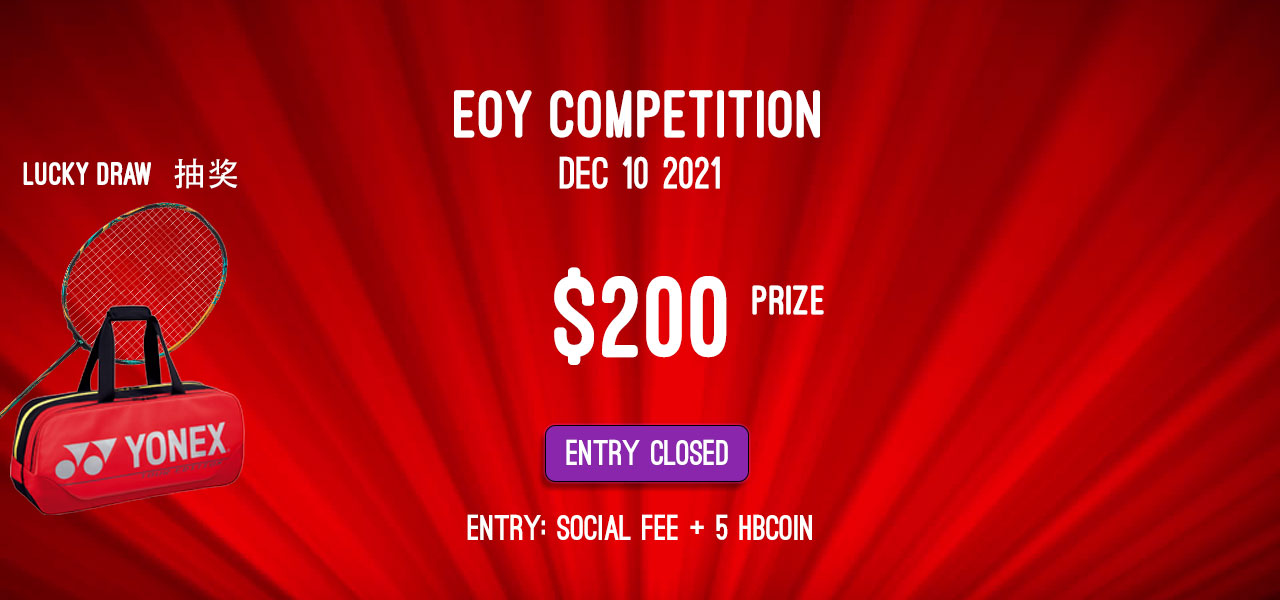 EOY COMPETITION
DEC 10 2021
LUCKY DRAW 抽奖
$200 PRIZE
YONEX
ENTRY CLOSED
ENTRY: SOCIAL FEE + 5 HBCOIN